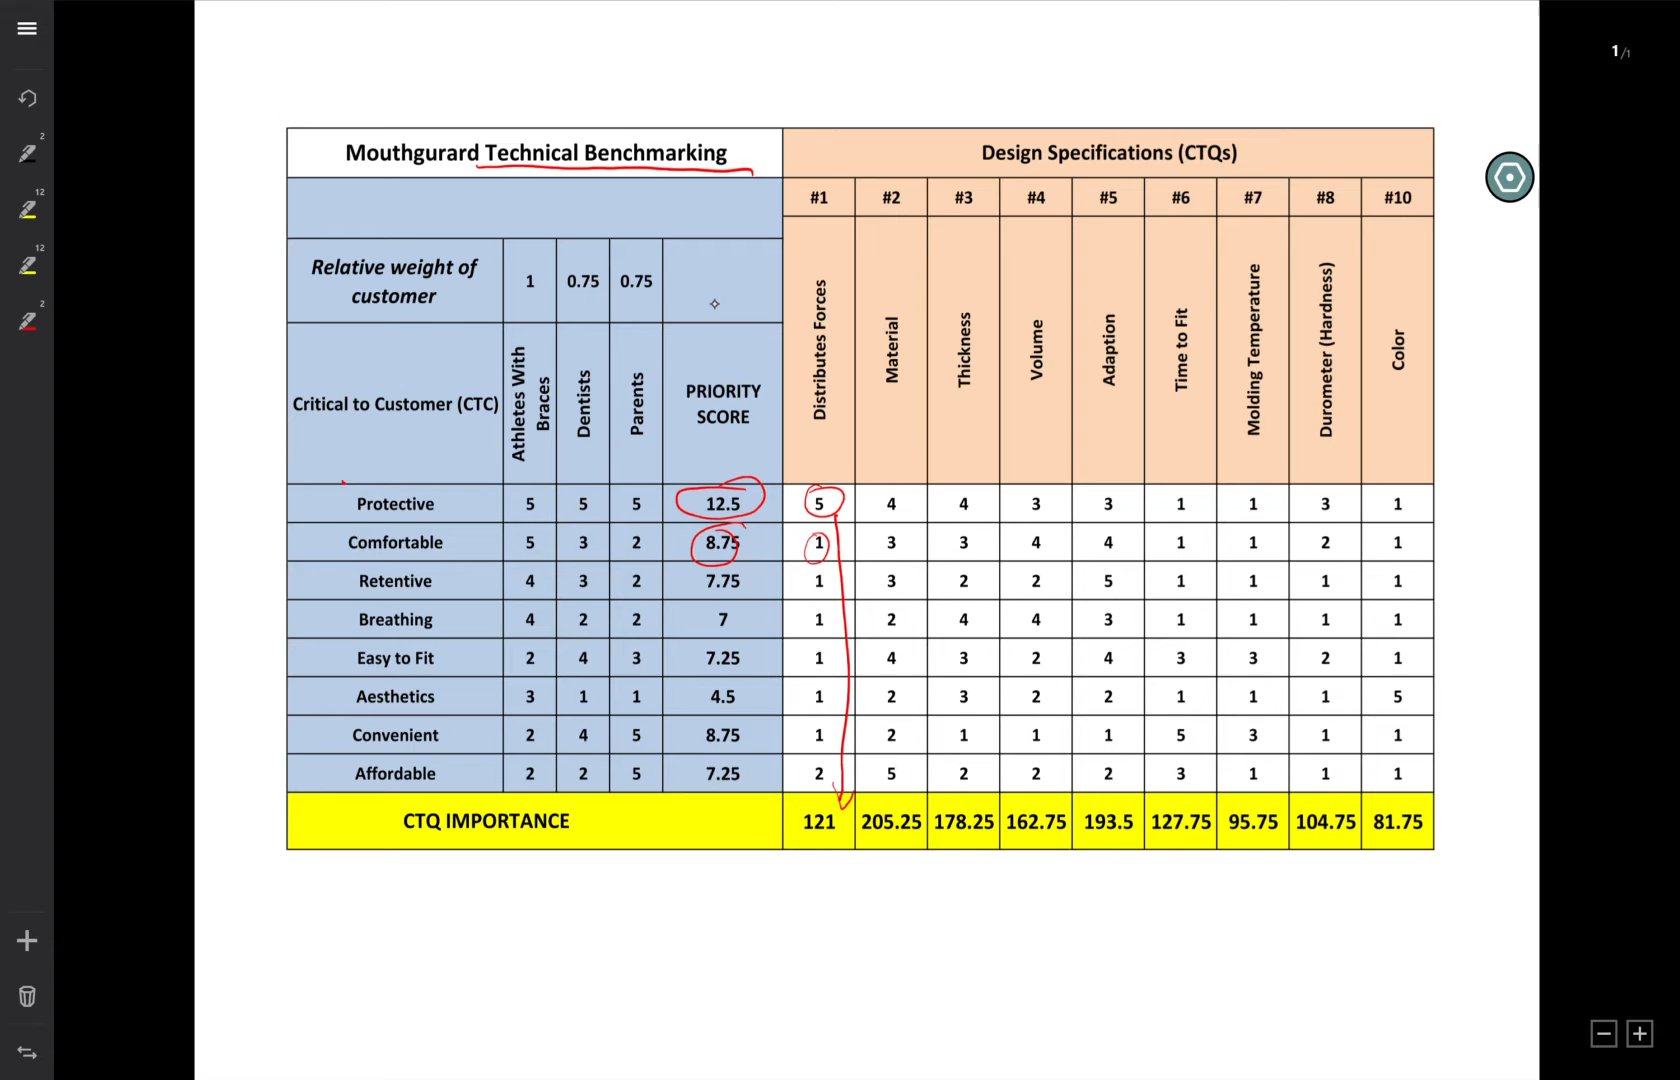 1/1
2
12
12
2
Mouthgurard Technical Benchmarking
Design Specifications (CTQs)
#1 #2 #3 #4 #5 #6 #7 #8 #10
Relative weight of customer 1 0.75 0.75
Critical to Customer (CTC) Athletes With Braces Dentists Parents PRIORITY SCORE Distributes Forces Material Thickness Volume Adaption Time to Fit Molding Temperature Durometer (Hardness) Color
Protective 5 5 5 12.5 5 4 4 3 3 1 1 3 1
Comfortable 5 3 2 8.75 1 3 3 4 4 1 1 2 1
Retentive 4 3 2 7.75 1 3 2 2 5 1 1 1 1
Breathing 4 2 2 7 1 2 4 4 3 1 1 1 1
Easy to Fit 2 4 3 7.25 1 4 3 2 4 3 3 2 1
Aesthetics 3 1 1 4.5 1 2 3 2 2 1 1 1 5
Convenient 2 4 5 8.75 1 2 1 1 1 5 3 1 1
Affordable 2 2 5 7.25 2 5 2 2 2 3 1 1 1
CTQ IMPORTANCE 121 205.25 178.25 162.75 193.5 127.75 95.75 104.75 81.75